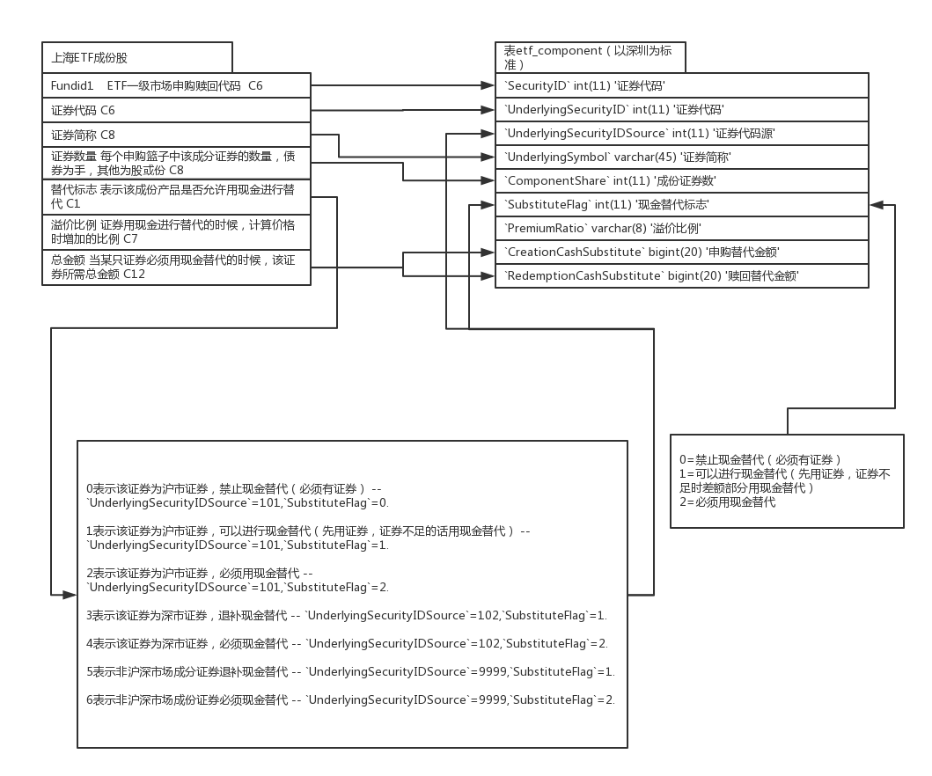 上海ETF成份股
Fundid1 ETF一级市场申购赎回代码 C6
证券代码 C6
证券简称 C8
证券数量 每个申购篮子中该成分证券的数量，债
券为手，其他为股或份 C8
替代标志 表示该成份产品是否允许用现金进行替
代 C1
溢价比例 证券用现金进行替代的时候，计算价格
时增加的比例 C7
总金额 当某只证券必须用现金替代的时候，该证
券所需总金额 C12
表etf_component（以深圳为标
准）
`SecurityID` int(11) '证券代码'
`UnderlyingSecurityID` int(11) '证券代码'
`UnderlyingSecurityIDSource` int(11) '证券代码源'
`UnderlyingSymbol` varchar(45) '证券简称'
`ComponentShare` int(11) '成份证券数'
`SubstituteFlag` int(11) '现金替代标志'
`PremiumRatio` varchar(8) '溢价比例'
`CreationCashSubstitute` bigint(20) '申购替代金额'
`RedemptionCashSubstitute` bigint(20) '赎回替代金额'
0=禁止现金替代（必须有证券）
1=可以进行现金替代（先用证券，证券不
足时差额部分用现金替代）
2=必须用现金替代
0表示该证券为沪市证券，禁止现金替代（必须有证券） --
`UnderlyingSecurityIDSource`=101,`SubstituteFlag`=0.
1表示该证券为沪市证券，可以进行现金替代（先用证券，证券不足的话用现金替代） --
`UnderlyingSecurityIDSource`=101,`SubstituteFlag`=1.
2表示该证券为沪市证券，必须用现金替代 --
`UnderlyingSecurityIDSource`=101,`SubstituteFlag`=2.
3表示该证券为深市证券，退补现金替代 -- `UnderlyingSecurityIDSource`=102,`SubstituteFlag`=1.
4表示该证券为深市证券，必须现金替代 -- `UnderlyingSecurityIDSource`=102,`SubstituteFlag`=2.
5表示非沪深市场成分证券退补现金替代 -- `UnderlyingSecurityIDSource`=9999,`SubstituteFlag`=1.
6表示非沪深市场成份证券必须现金替代 -- `UnderlyingSecurityIDSource`=9999,`SubstituteFlag`=2.